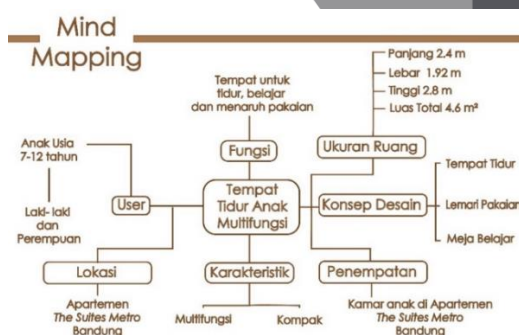 Mind
Mapping
Tempat untuk
tidur, belajar
dan menaruh pakaian
Panjang 2.4 m
Lebar 1.92 m
Tinggi 2.8 m
Luas Total 4.6 m²
Anak Usia
7-12 tahun
Laki- laki
dan
Perempuan
User
Fungsi
Ukuran Ruang
Tempat
Tidur Anak
Multifungsi
Konsep Desain
Tempat Tidur
Lemari Pakaian
Meja Belajar
Lokasi
Apartemen
The Suites Metro
Bandung
Karakteristik
Multifungsi
Kompak
Penempatan
Kamar anak di Apartemen
The Suites Metro
Bandung